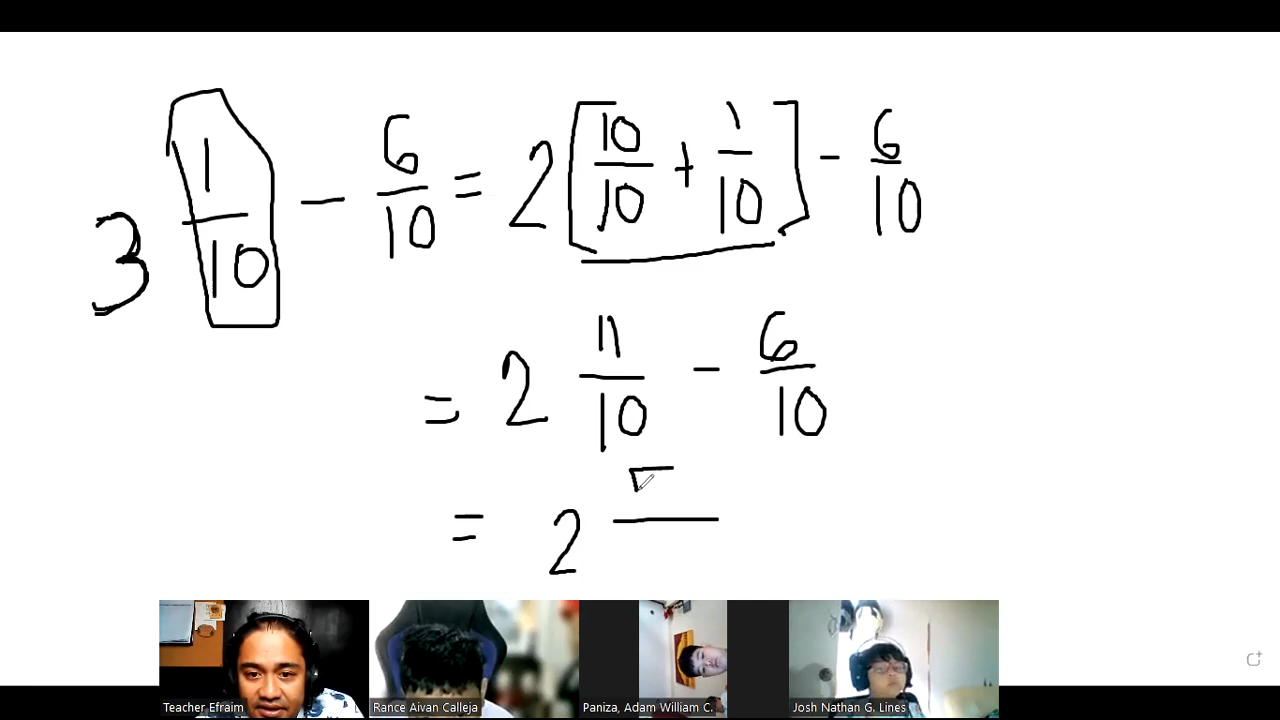 3 1/10 - 6/10 = 2 [10/10 + 1/10] - 6/10
= 2 11/10 - 6/10
= 2
Teacher Efraim
Rance Aivan Calleja
Paniza, Adam William C.
Josh Nathan G. Lines